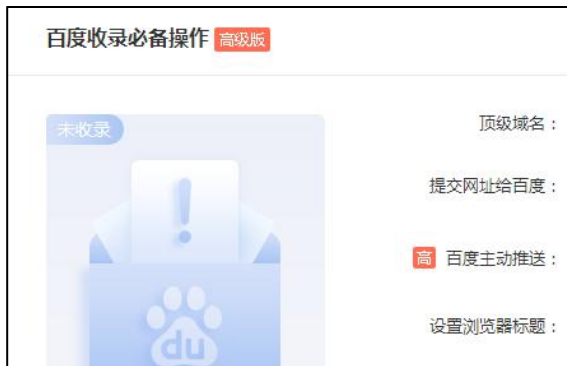 百度收录必备操作 高级版
未收录
顶级域名：
提交网址给百度：
高 百度主动推送：
设置浏览器标题：
!
du